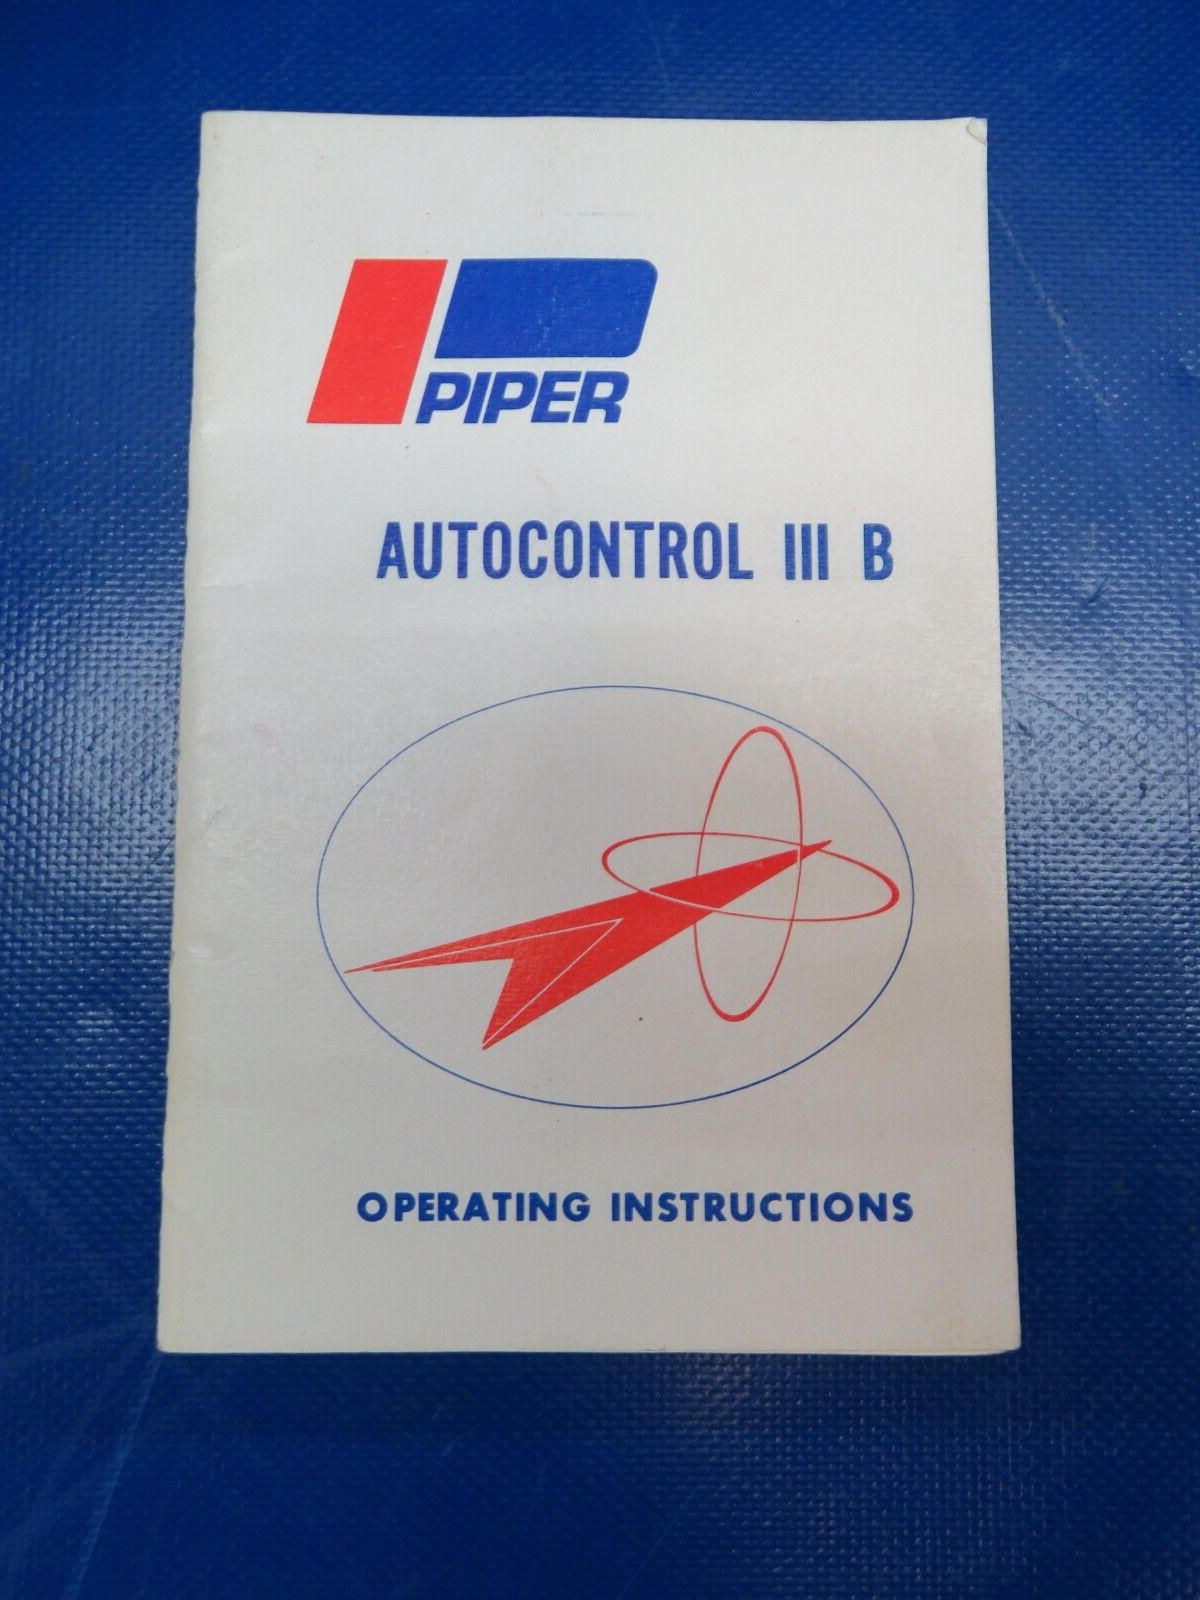 PIPER
AUTOCONTROL III B
OPERATING INSTRUCTIONS